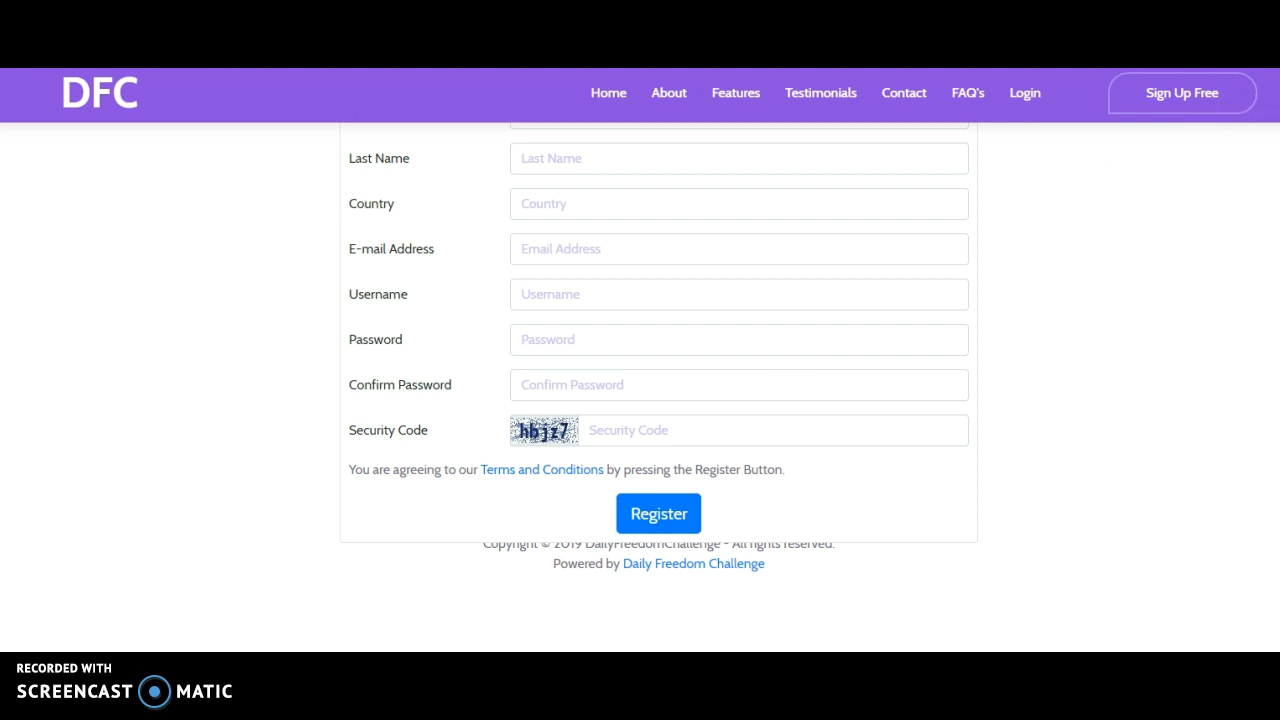 DFC
Home About Features Testimonials Contact FAQ's Login Sign Up Free
Last Name Last Name
Country Country
E-mail Address Email Address
Username Username
Password Password
Confirm Password Confirm Password
Security Code hbjz7 Security Code
You are agreeing to our Terms and Conditions by pressing the Register Button.
Register
Copyright © 2019 DailyFreedomChallenge - All rights reserved.
Powered by Daily Freedom Challenge
RECORDED WITH
SCREENCAST MATIC